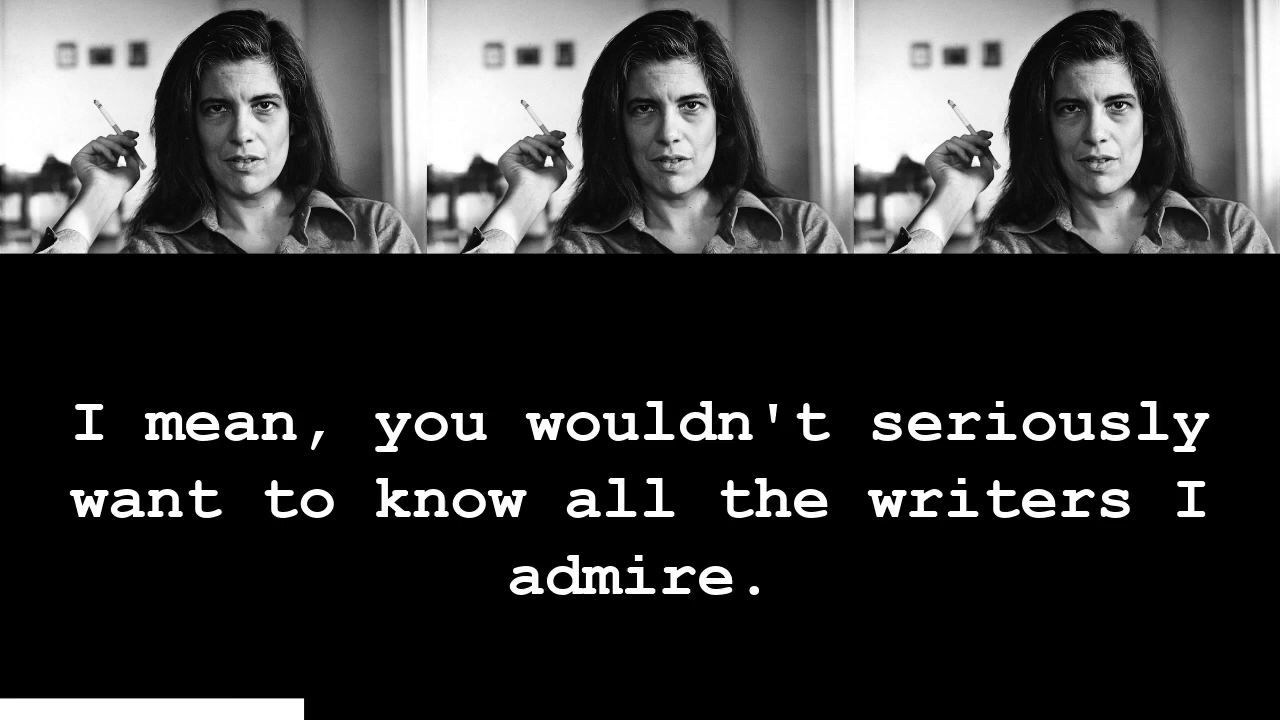 I mean, you wouldn't seriously
want to know all the writers I
admire.